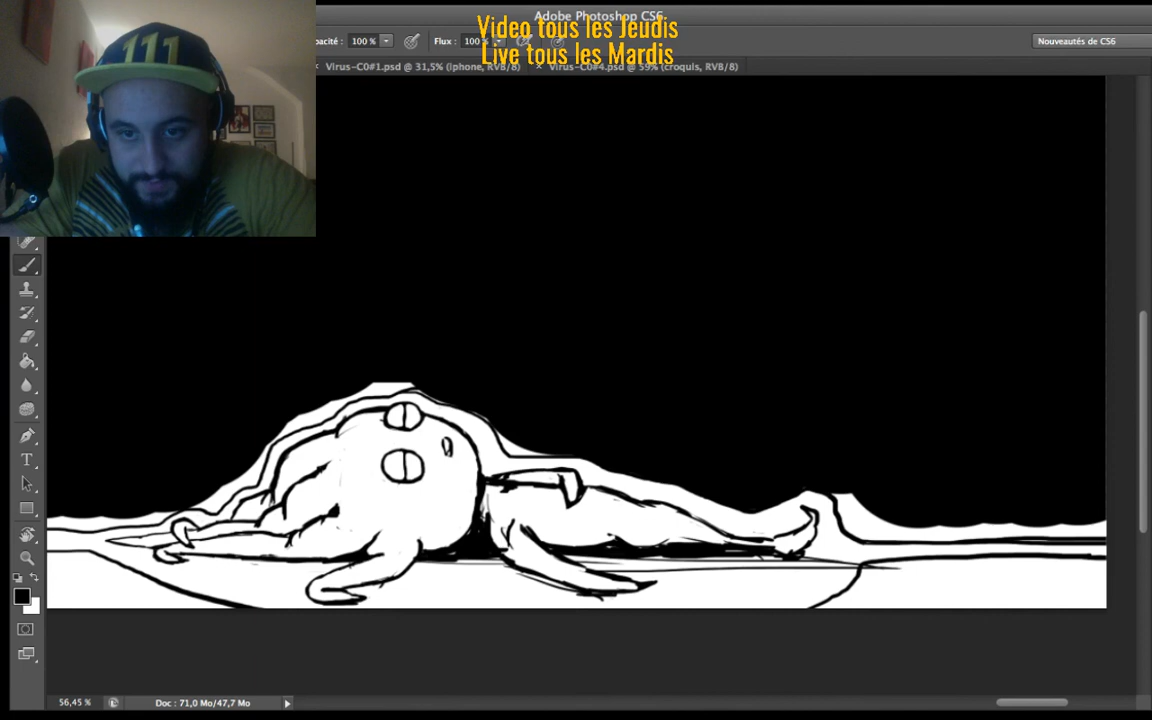 Adobe Photoshop CS6
Video tous les Jeudis
Live tous les Mardis
111
pacité : 100 % Flux : 100 % Nouveautés de CS6
Virus-C0#1.psd @ 31,5% (iphone, RVB/8) × Virus-C0#4.psd @ 59% (croquis, RVB/8)
T
56,45 % Doc : 71,0 Mo/47,7 Mo